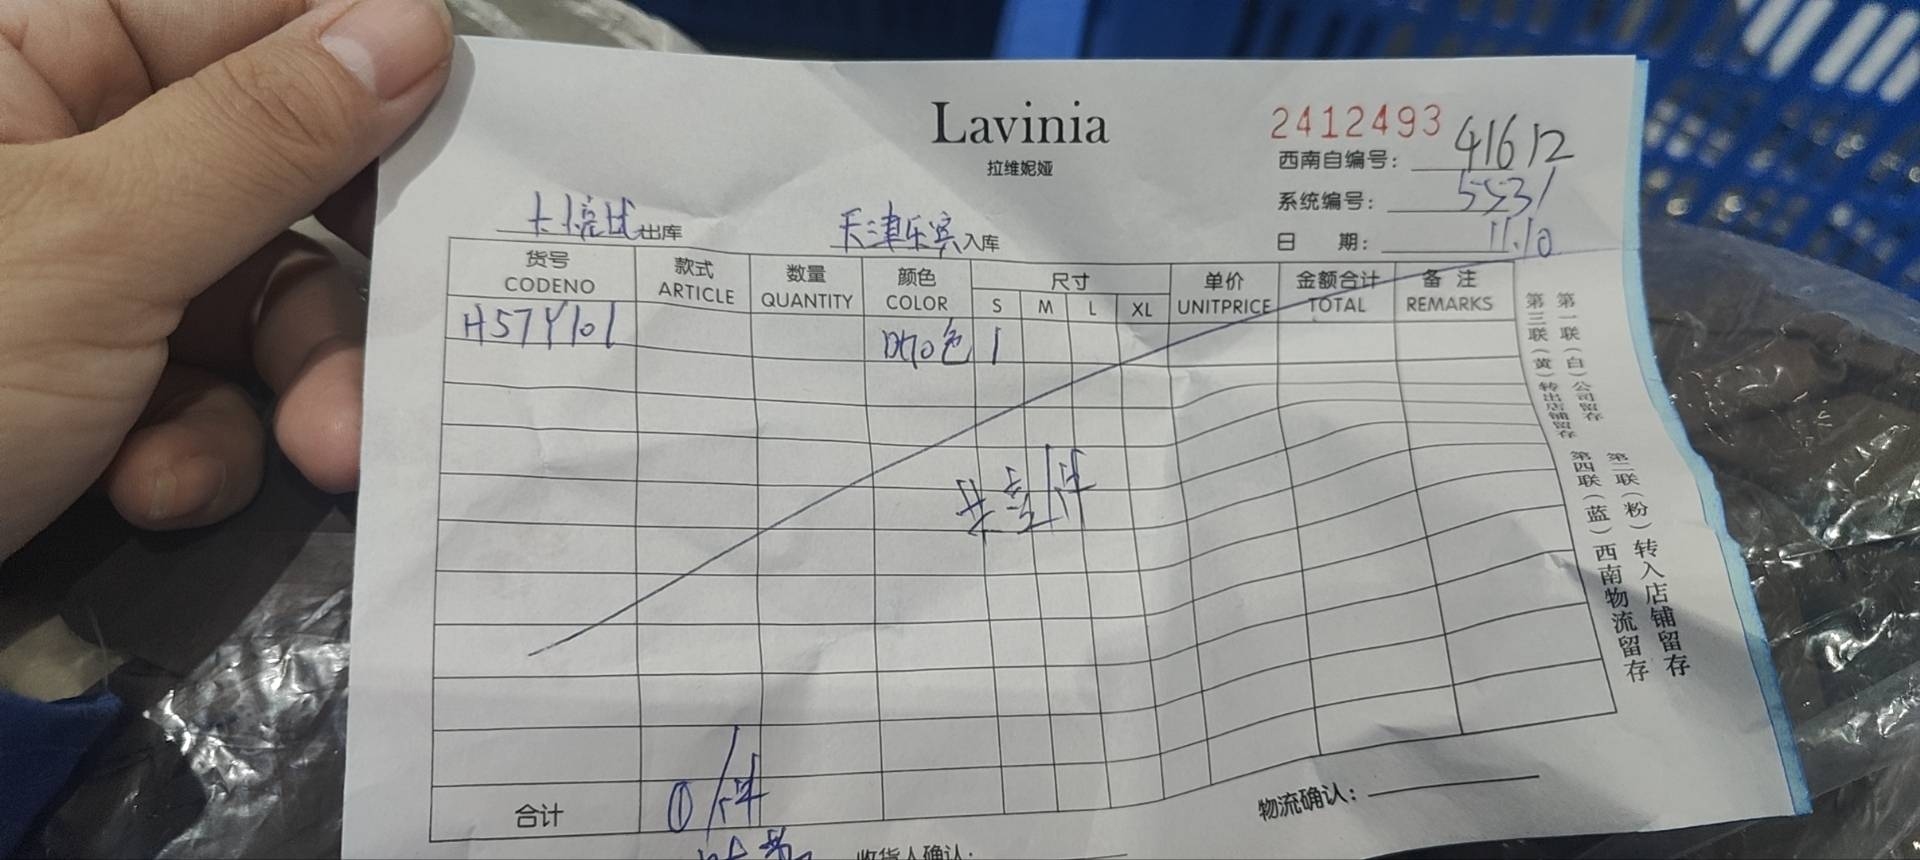 Lavinia
拉维妮娅
2412493
西南自编号: 41612
系统编号: 5531
日 期: 11.10
出库 天津乐宾入库
货号 款式 数量 颜色 尺寸 单价 金额合计 备 注
CODENO ARTICLE QUANTITY COLOR S M L XL UNITPRICE TOTAL REMARKS
H57Y101 色 1
共壹件
合计 ① 1件
物流确认:
收货人确认:
第一联(白)公司留存
第二联(粉)转入店铺留存
第三联(黄)转出店铺留存
第四联(蓝)西南物流留存